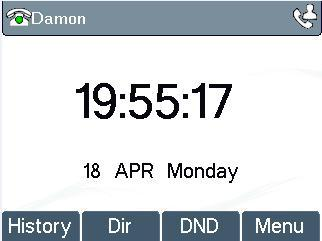 Damon
19:55:17
18 APR Monday
History Dir DND Menu